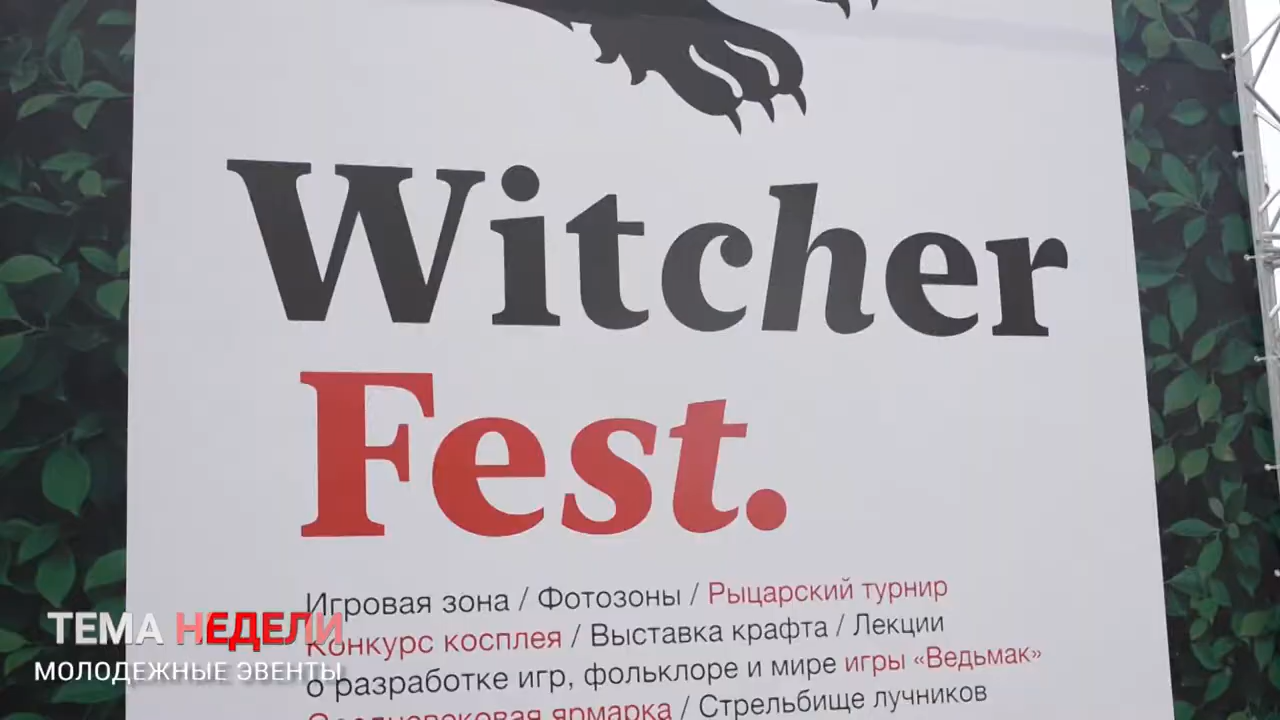 Witcher
Fest.
Игровая зона / Фотозоны / Рыцарский турнир
Конкурс косплея / Выставка крафта / Лекции
о разработке игр, фольклоре и мире игры «Ведьмак»
ярмарка / Стрельбище лучников
ТЕМА НЕДЕЛИ
МОЛОДЕЖНЫЕ ЭВЕНТЫ